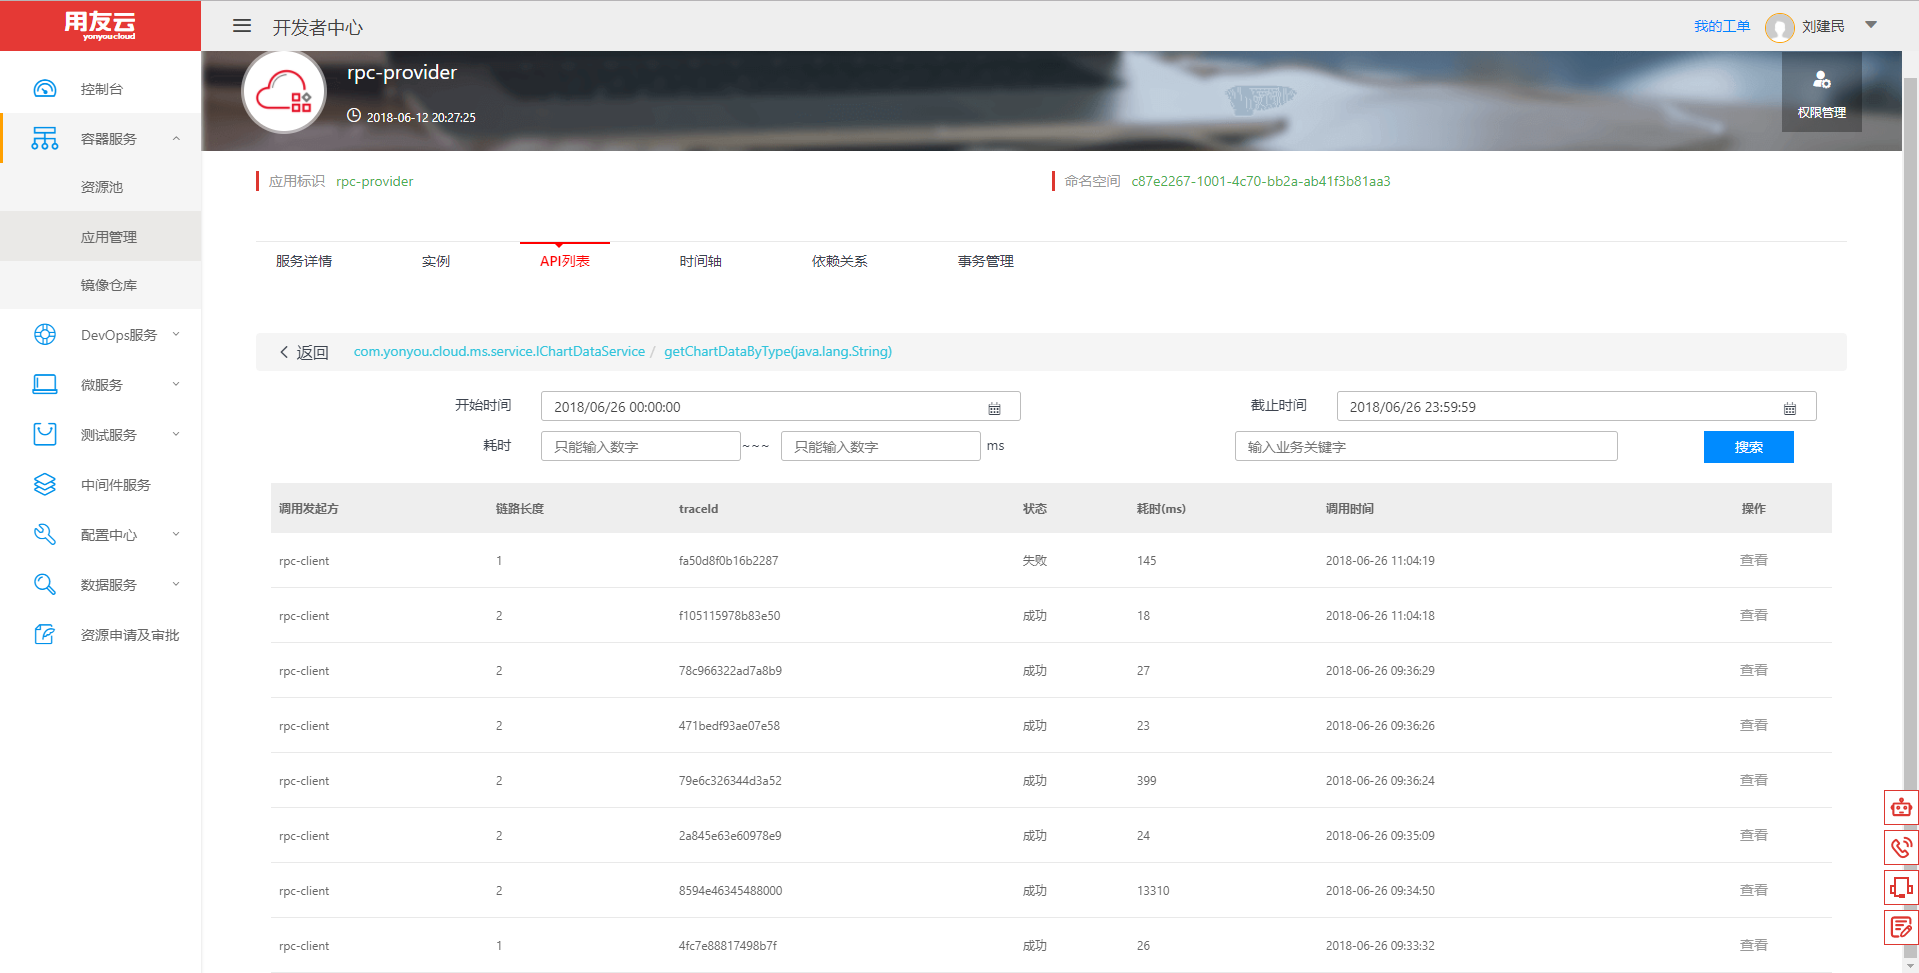 用友云
yonyoucloud
开发者中心
我的工单
刘建民
控制台
容器服务
资源池
应用管理
镜像仓库
DevOps服务
微服务
测试服务
中间件服务
配置中心
数据服务
资源申请及审批
rpc-provider
2018-06-12 20:27:25
权限管理
应用标识 rpc-provider
命名空间 c87e2267-1001-4c70-bb2a-ab41f3b81aa3
服务详情 实例 API列表 时间轴 依赖关系 事务管理
返回 com.yonyou.cloud.ms.service.IChartDataService / getChartDataByType(java.lang.String)
开始时间 2018/06/26 00:00:00 截止时间 2018/06/26 23:59:59
耗时 只能输入数字 ~~~ 只能输入数字 ms 输入业务关键字 搜索
调用发起方 链路长度 traceId 状态 耗时(ms) 调用时间 操作
rpc-client 1 fa50d8f0b16b2287 失败 145 2018-06-26 11:04:19 查看
rpc-client 2 f105115978b83e50 成功 18 2018-06-26 11:04:18 查看
rpc-client 2 78c966322ad7a8b9 成功 27 2018-06-26 09:36:29 查看
rpc-client 2 471bedf93ae07e58 成功 23 2018-06-26 09:36:26 查看
rpc-client 2 79e6c326344d3a52 成功 399 2018-06-26 09:36:24 查看
rpc-client 2 2a845e63e60978e9 成功 24 2018-06-26 09:35:09 查看
rpc-client 2 8594e46345488000 成功 13310 2018-06-26 09:34:50 查看
rpc-client 1 4fc7e88817498b7f 成功 26 2018-06-26 09:33:32 查看